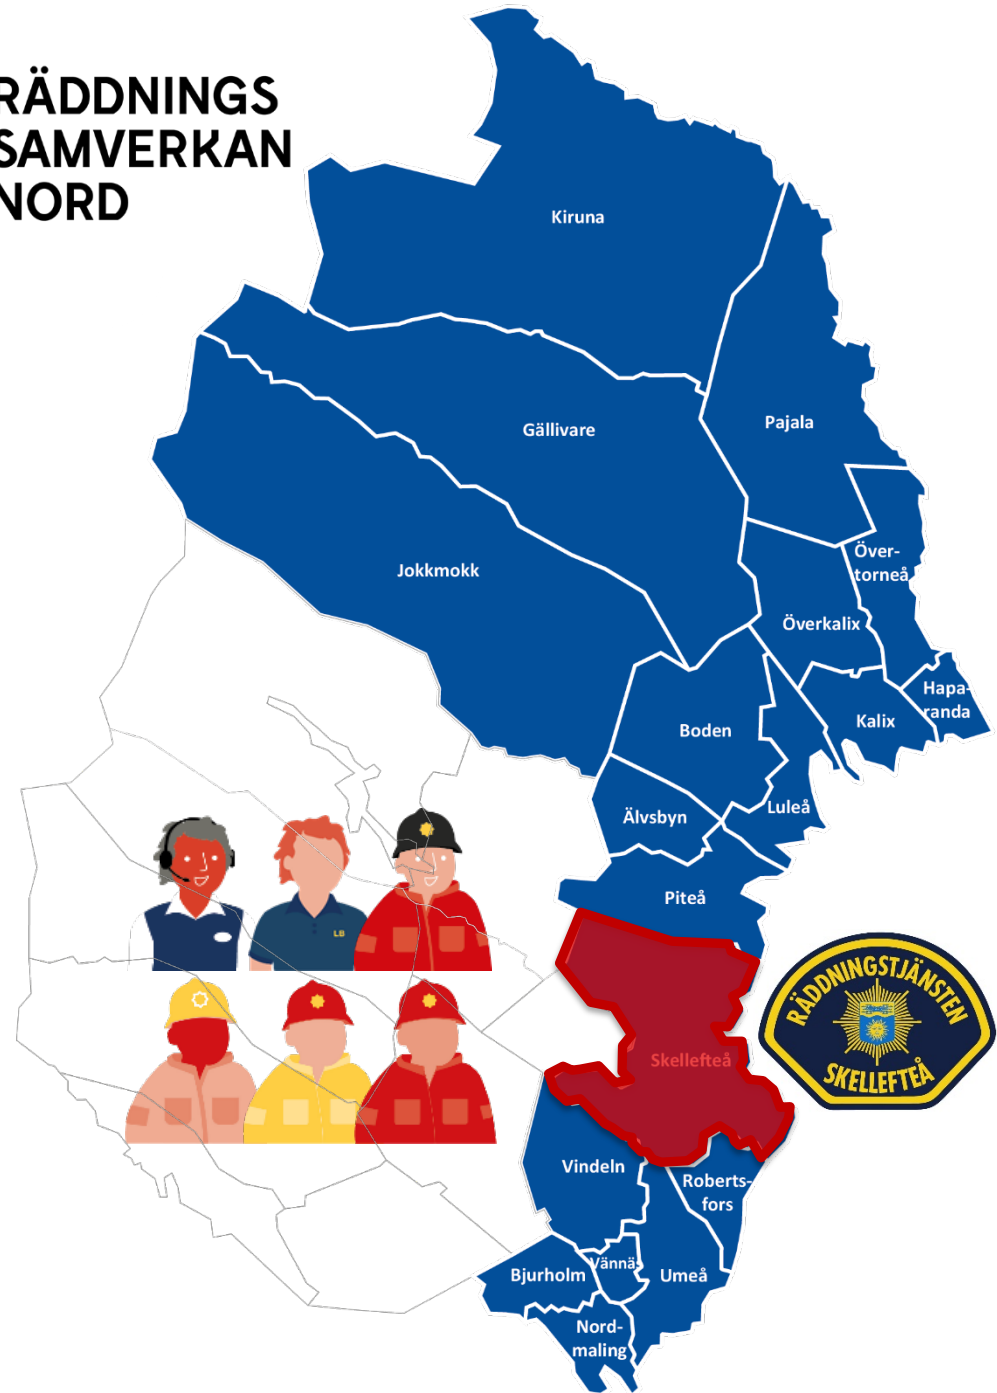 RÄDDNINGS
SAMVERKAN
NORD
Kiruna
Gällivare
Pajala
Jokkmokk
Över-
torneå
Överkalix
Hapa-
randa
Kalix
Boden
Luleå
Älvsbyn
Piteå
LB
RÄDDNINGSTJÄNSTEN
SKELLEFTEÅ
Skellefteå
Vindeln
Roberts-
fors
Vännäs
Bjurholm
Umeå
Nord-
maling